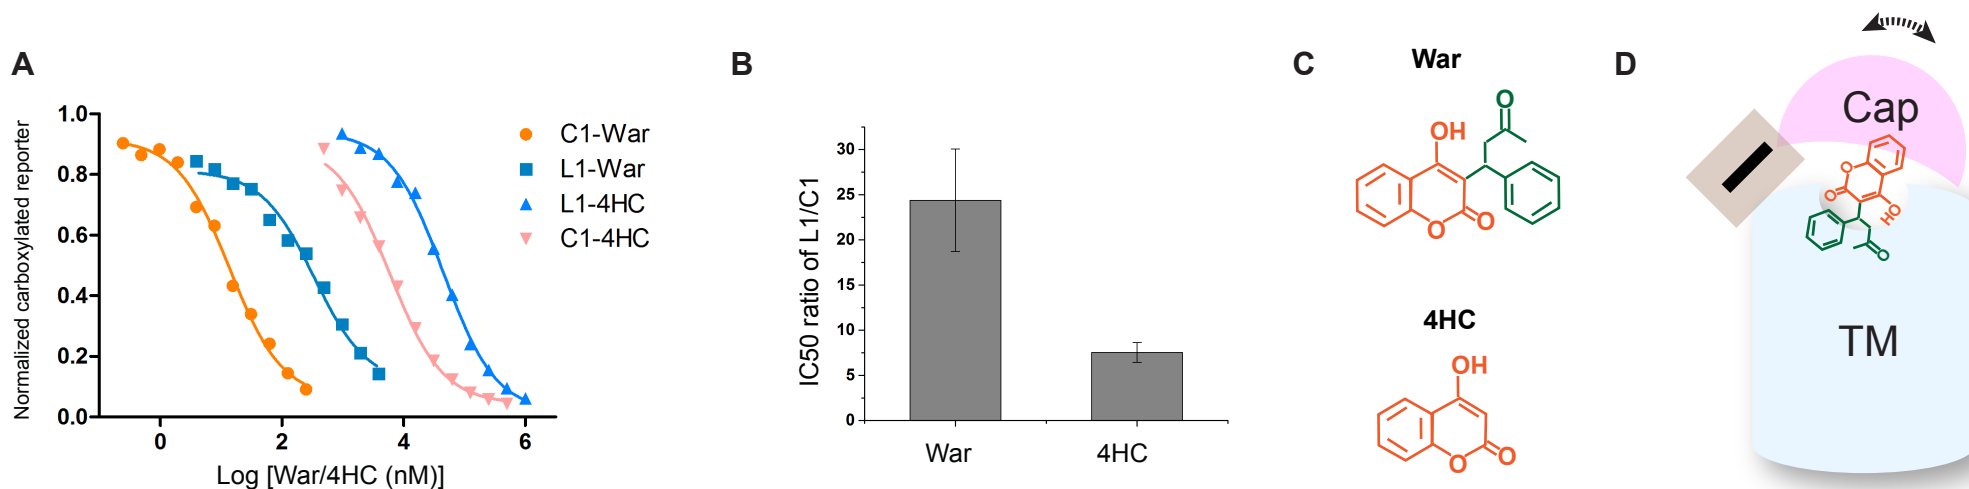 A
Normalized carboxylated reporter
1.0
0.8
0.6
0.4
0.2
0.0
0
2
4
6
Log [War/4HC (nM)]
C1-War
L1-War
L1-4HC
C1-4HC
B
IC50 ratio of L1/C1
30
25
20
15
10
5
0
War
4HC
C
War
O
OH
O
O
4HC
OH
O
O
D
Cap
O
O
HO
O
TM